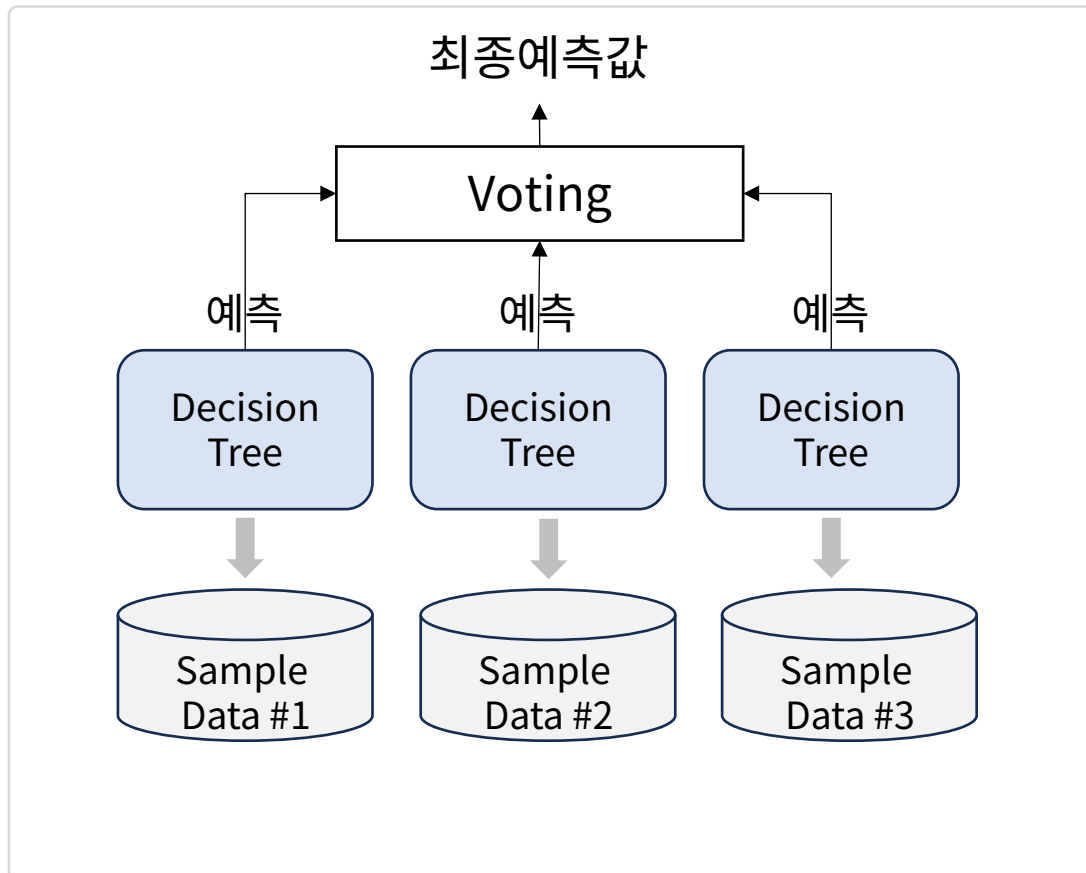 최종예측값
Voting
예측 예측 예측
Decision Decision Decision
Tree Tree Tree
Sample Sample Sample
Data #1 Data #2 Data #3